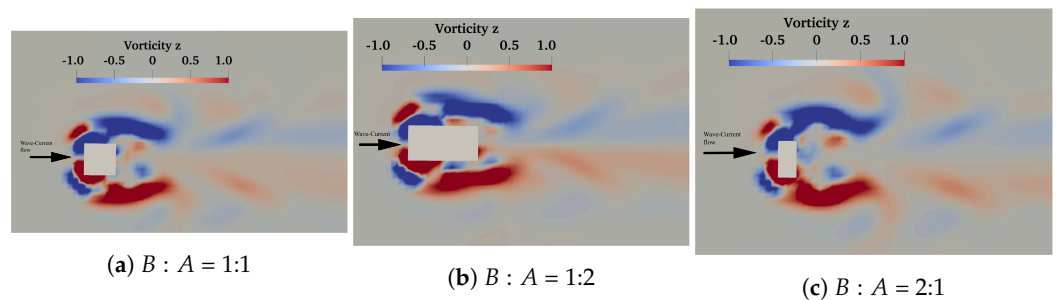 Vorticity z
-1.0 -0.5 0 0.5 1.0
Wave-Current
flow
(a) B : A = 1:1
Vorticity z
-1.0 -0.5 0 0.5 1.0
Wave-Current
(b) B : A = 1:2
Vorticity z
-1.0 -0.5 0 0.5 1.0
Wave-Current
flow
(c) B : A = 2:1